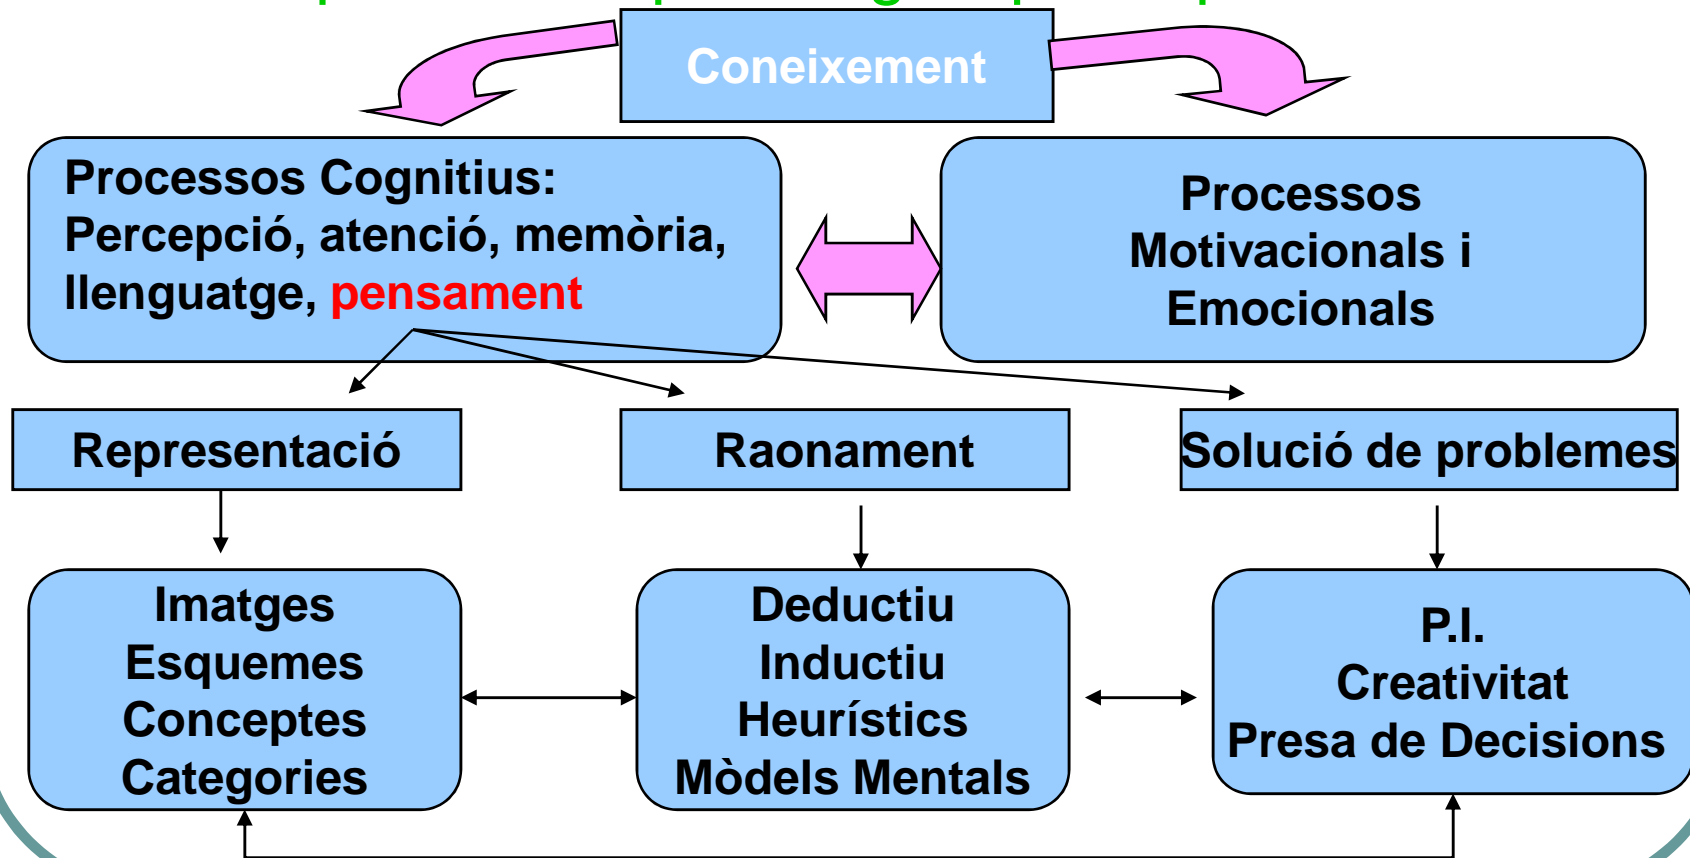 Coneixement
Processos Cognitius:
Percepció, atenció, memòria,
llenguatge, pensament
Processos
Motivacionals i
Emocionals
Representació
Raonament
Solució de problemes
Imatges
Esquemes
Conceptes
Categories
Deductiu
Inductiu
Heurístics
Mòdels Mentals
P.I.
Creativitat
Presa de Decisions